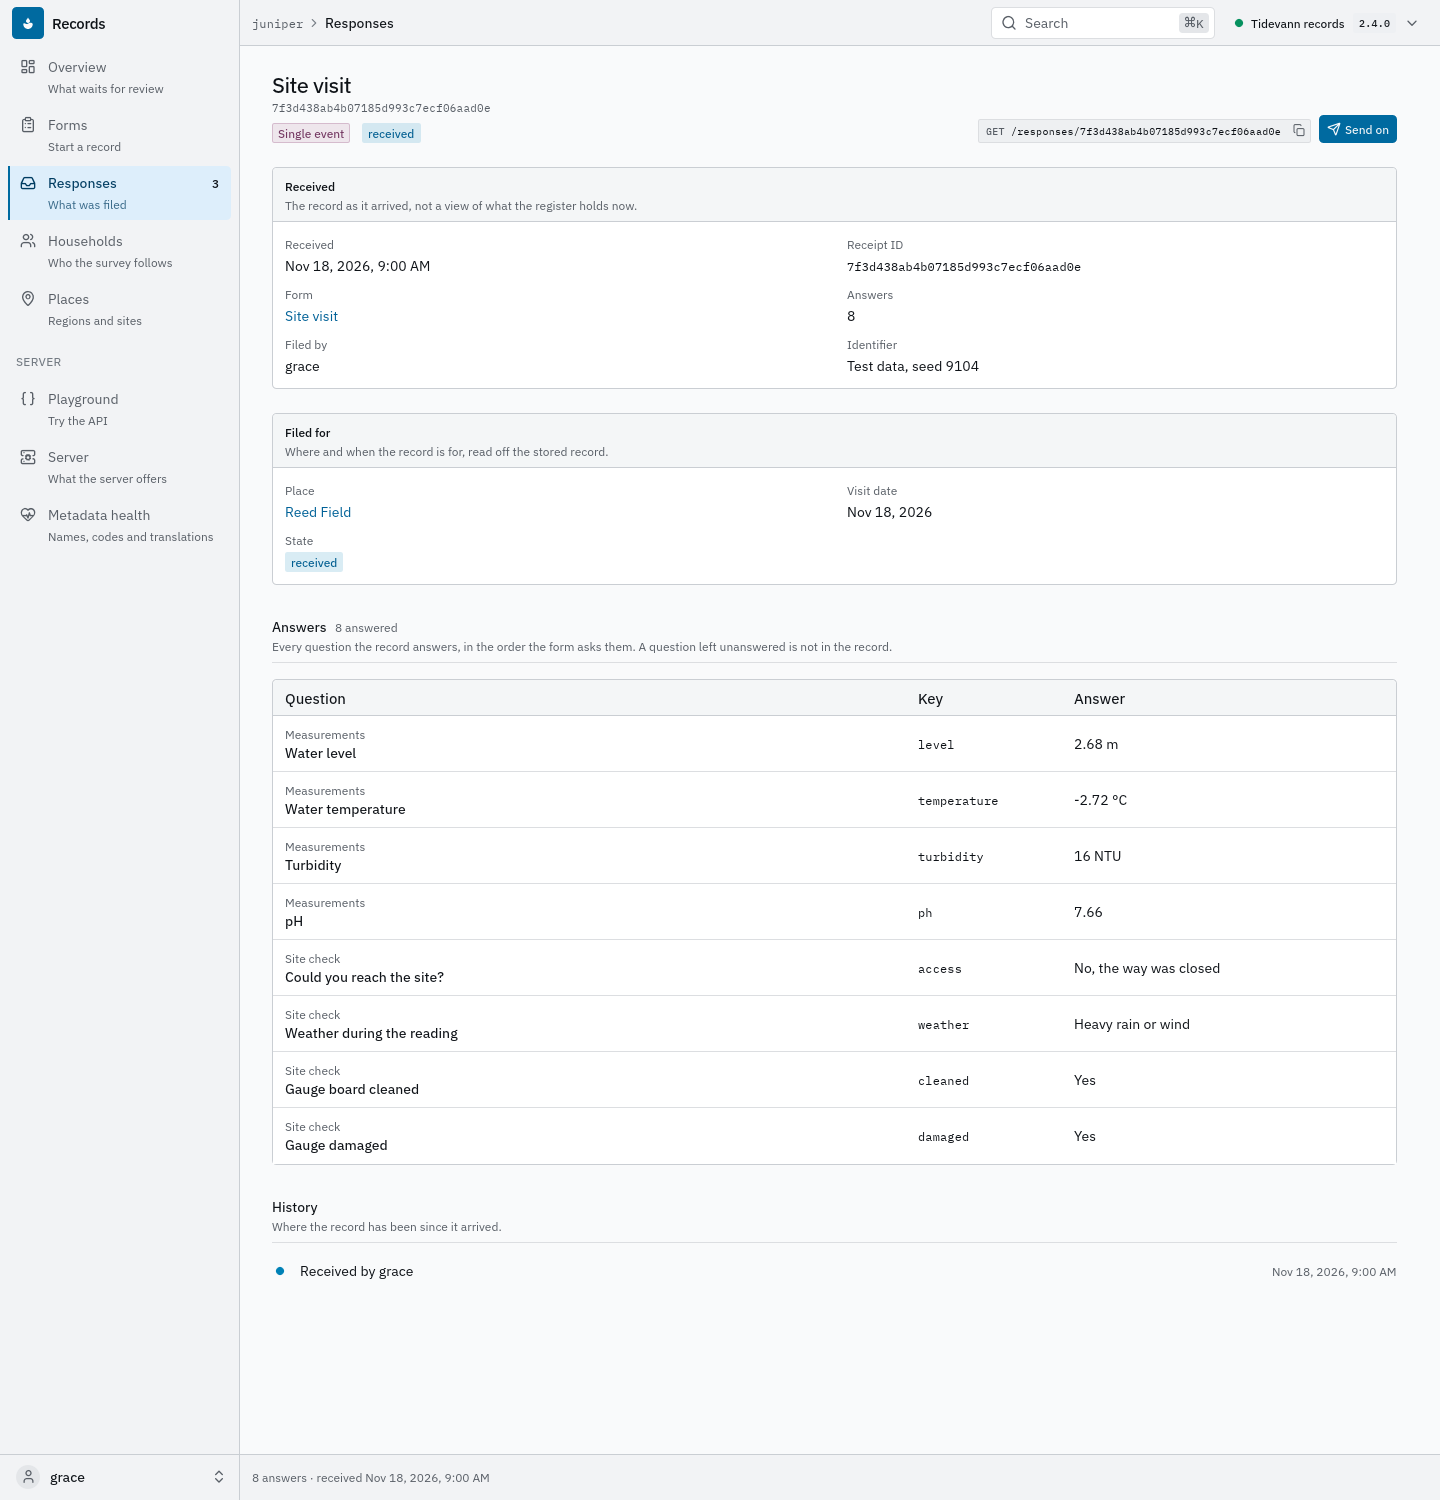 Records
Overview
What waits for review
Forms
Start a record
Responses 3
What was filed
Households
Who the survey follows
Places
Regions and sites
SERVER
Playground
Try the API
Server
What the server offers
Metadata health
Names, codes and translations
grace
juniper > Responses
Search ⌘K
Tidevann records 2.4.0
Site visit
7f3d438ab4b07185d993c7ecf06aad0e
Single event received
GET /responses/7f3d438ab4b07185d993c7ecf06aad0e
Send on
Received
The record as it arrived, not a view of what the register holds now.
Received
Nov 18, 2026, 9:00 AM
Receipt ID
7f3d438ab4b07185d993c7ecf06aad0e
Form
Site visit
Answers
8
Filed by
grace
Identifier
Test data, seed 9104
Filed for
Where and when the record is for, read off the stored record.
Place
Reed Field
Visit date
Nov 18, 2026
State
received
Answers 8 answered
Every question the record answers, in the order the form asks them. A question left unanswered is not in the record.
Question Key Answer
Measurements
Water level level 2.68 m
Measurements
Water temperature temperature -2.72 °C
Measurements
Turbidity turbidity 16 NTU
Measurements
pH ph 7.66
Site check
Could you reach the site? access No, the way was closed
Site check
Weather during the reading weather Heavy rain or wind
Site check
Gauge board cleaned cleaned Yes
Site check
Gauge damaged damaged Yes
History
Where the record has been since it arrived.
Received by grace Nov 18, 2026, 9:00 AM
8 answers · received Nov 18, 2026, 9:00 AM